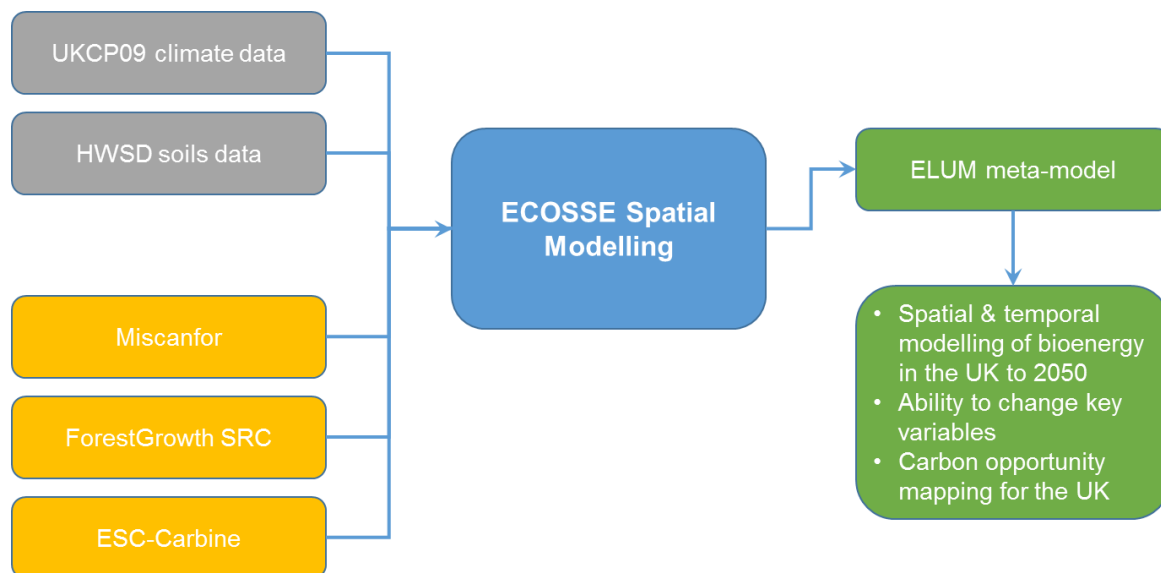 UKCP09 climate data
HWSD soils data
Miscanfor
ForestGrowth SRC
ESC-Carbine
ECOSSE Spatial
Modelling
ELUM meta-model
• Spatial & temporal
modelling of bioenergy
in the UK to 2050
• Ability to change key
variables
• Carbon opportunity
mapping for the UK